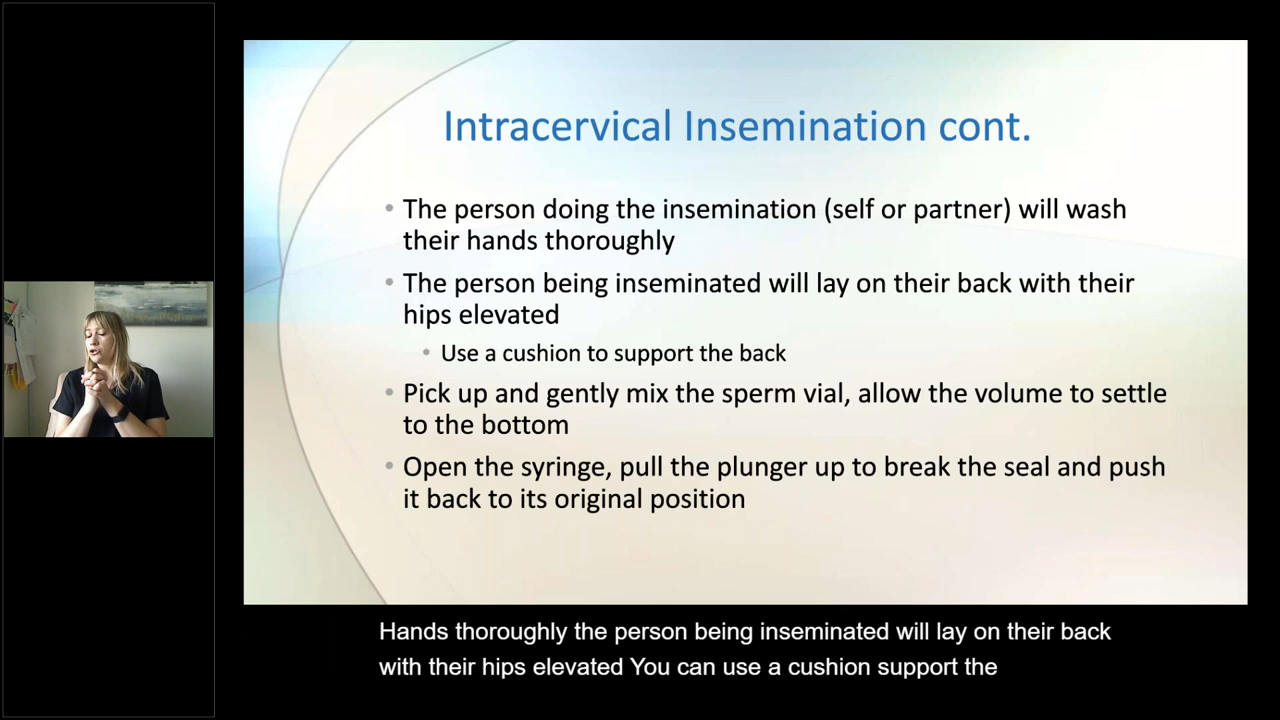 Intracervical Insemination cont.
• The person doing the insemination (self or partner) will wash
their hands thoroughly
• The person being inseminated will lay on their back with their
hips elevated
• Use a cushion to support the back
• Pick up and gently mix the sperm vial, allow the volume to settle
to the bottom
• Open the syringe, pull the plunger up to break the seal and push
it back to its original position
Hands thoroughly the person being inseminated will lay on their back
with their hips elevated You can use a cushion support the